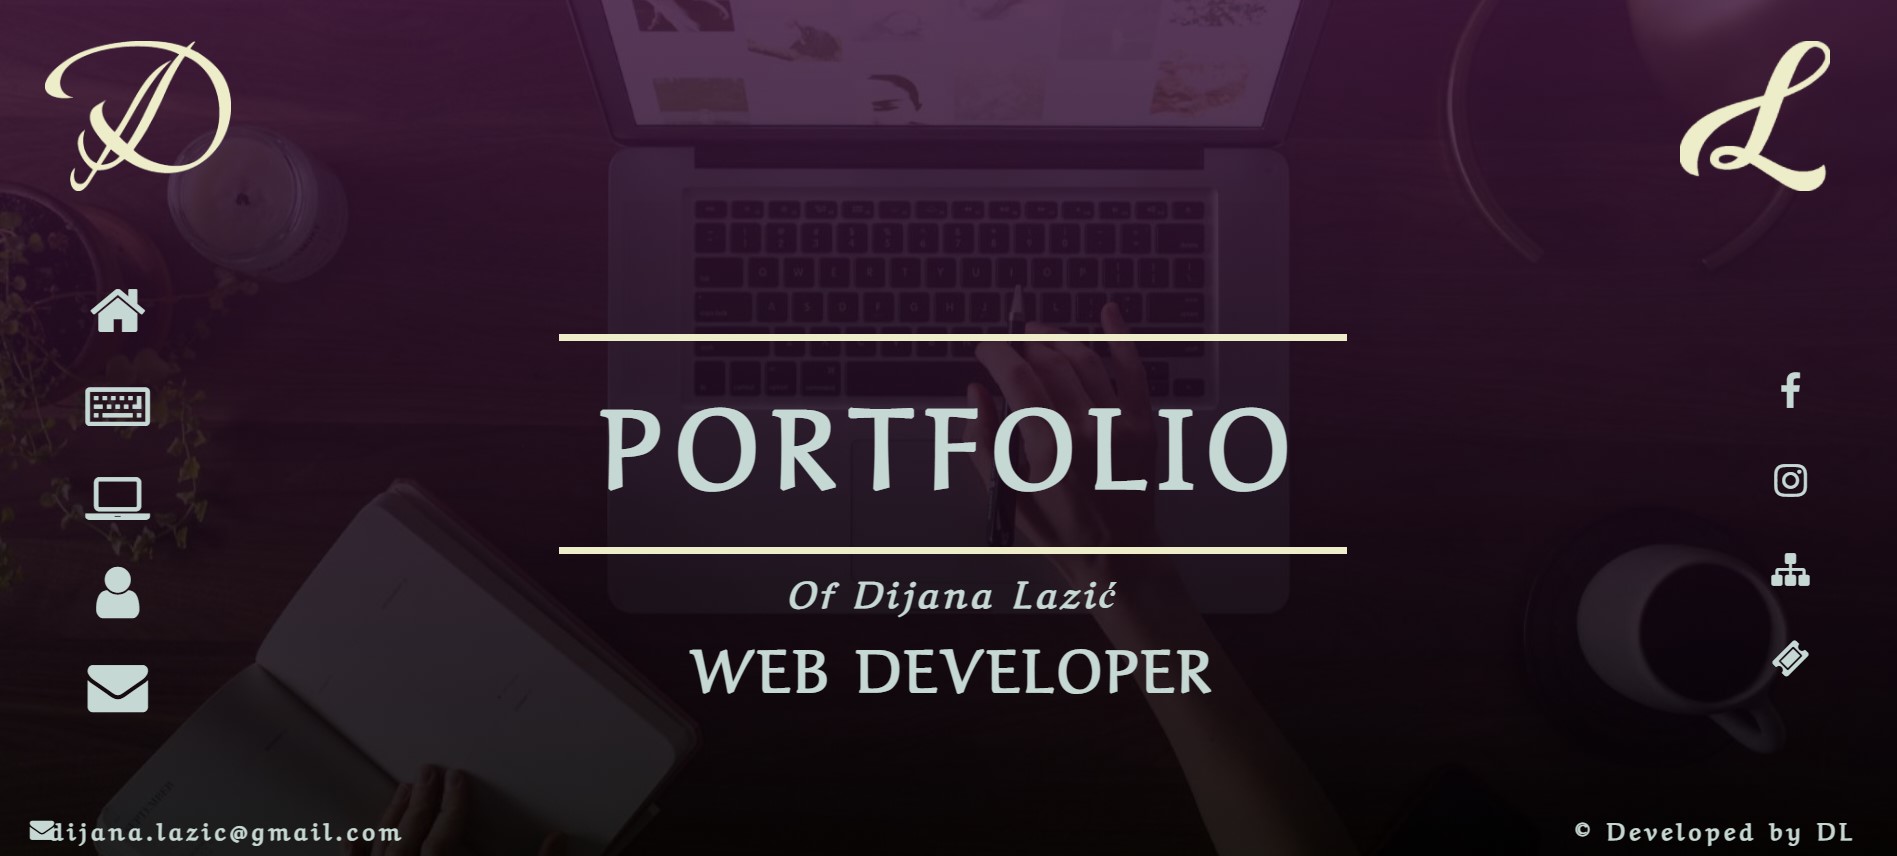 D
L
PORTFOLIO
Of Dijana Lazić
WEB DEVELOPER
dijana.lazic@gmail.com
© Developed by DL